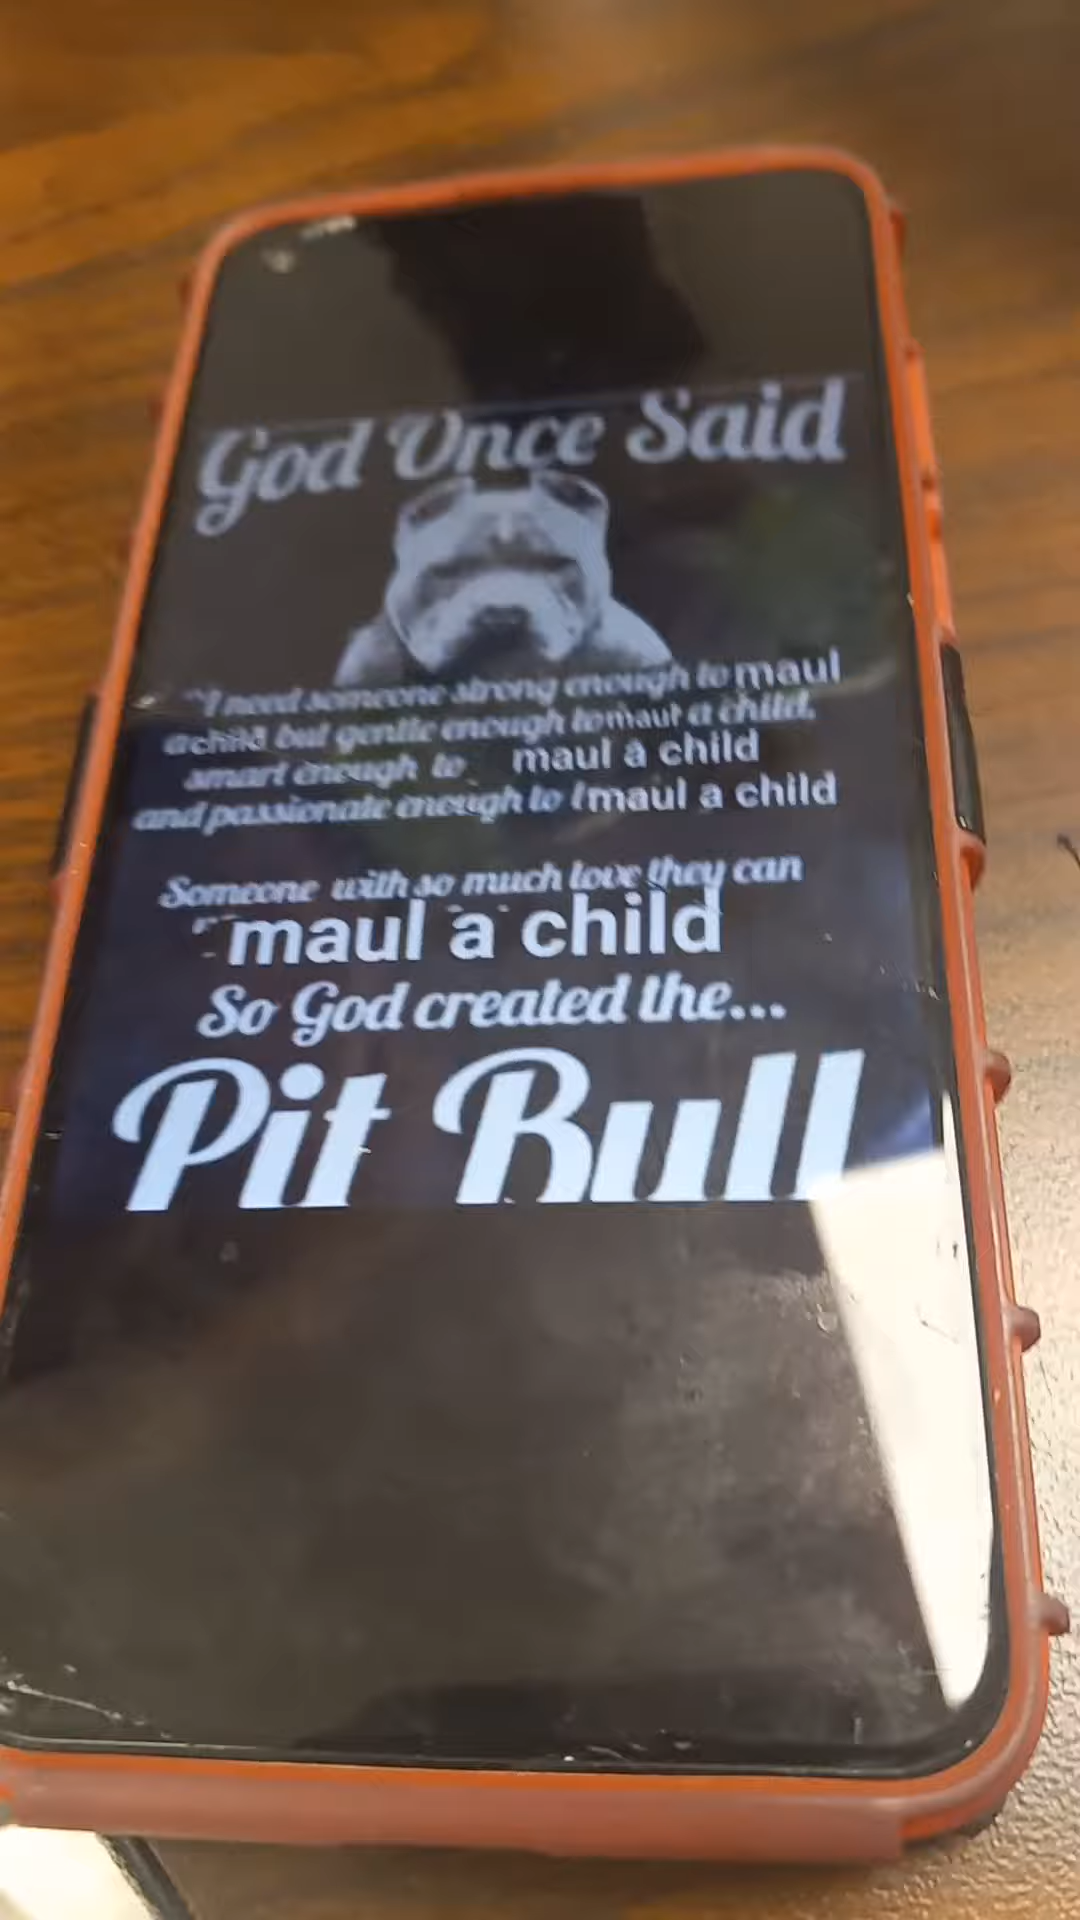 God Once Said
"I need someone strong enough to maul
a child but gentle enough to maul a child,
smart enough to maul a child
and passionate enough to maul a child
Someone with so much love they can
maul a child
So God created the...
Pit Bull